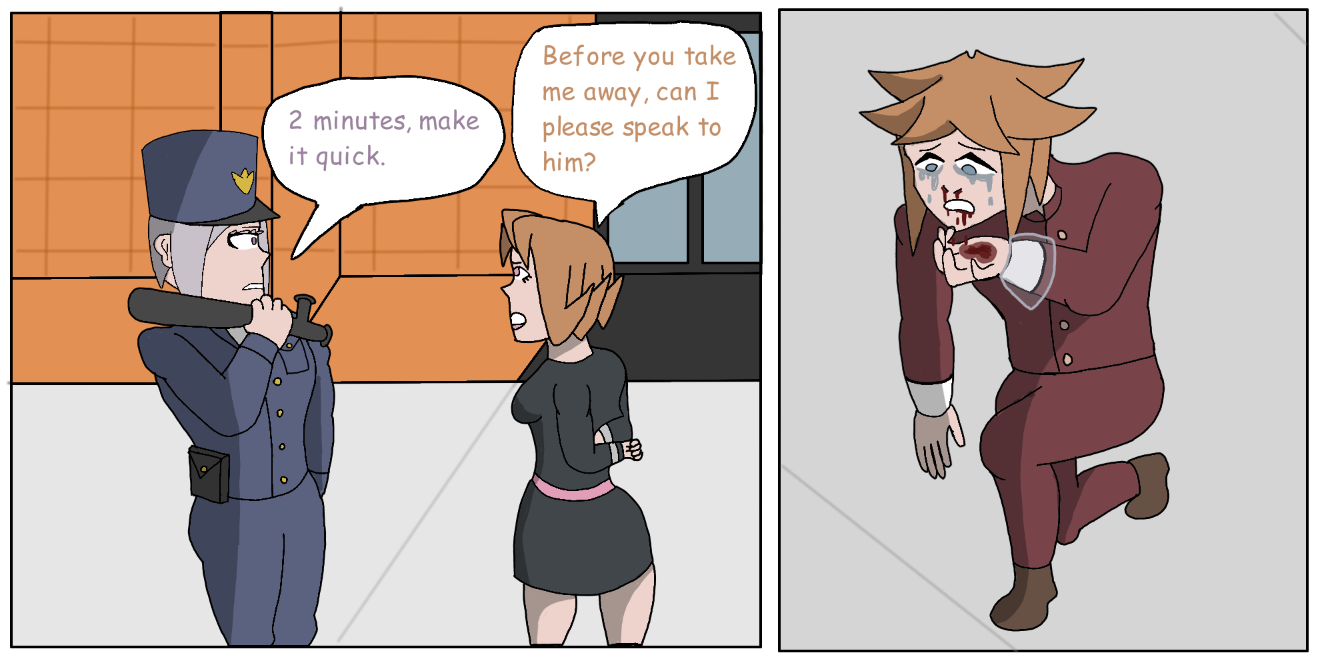 Before you take
me away, can I
please speak to
him?
2 minutes, make
it quick.